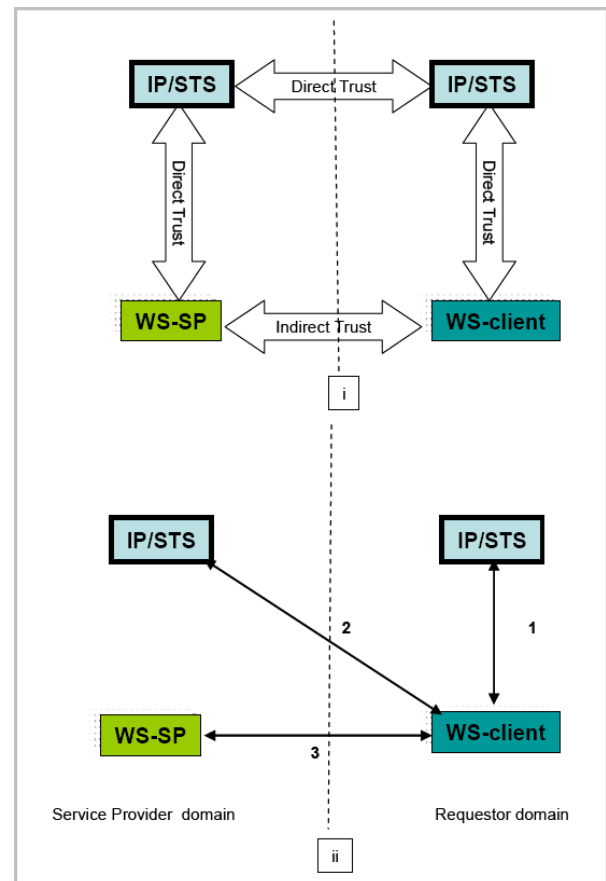 IP/STS
Direct Trust
IP/STS
Direct Trust
Direct Trust
WS-SP
Indirect Trust
WS-client
i
IP/STS
IP/STS
2
1
WS-SP
3
WS-client
Service Provider domain
Requestor domain
ii